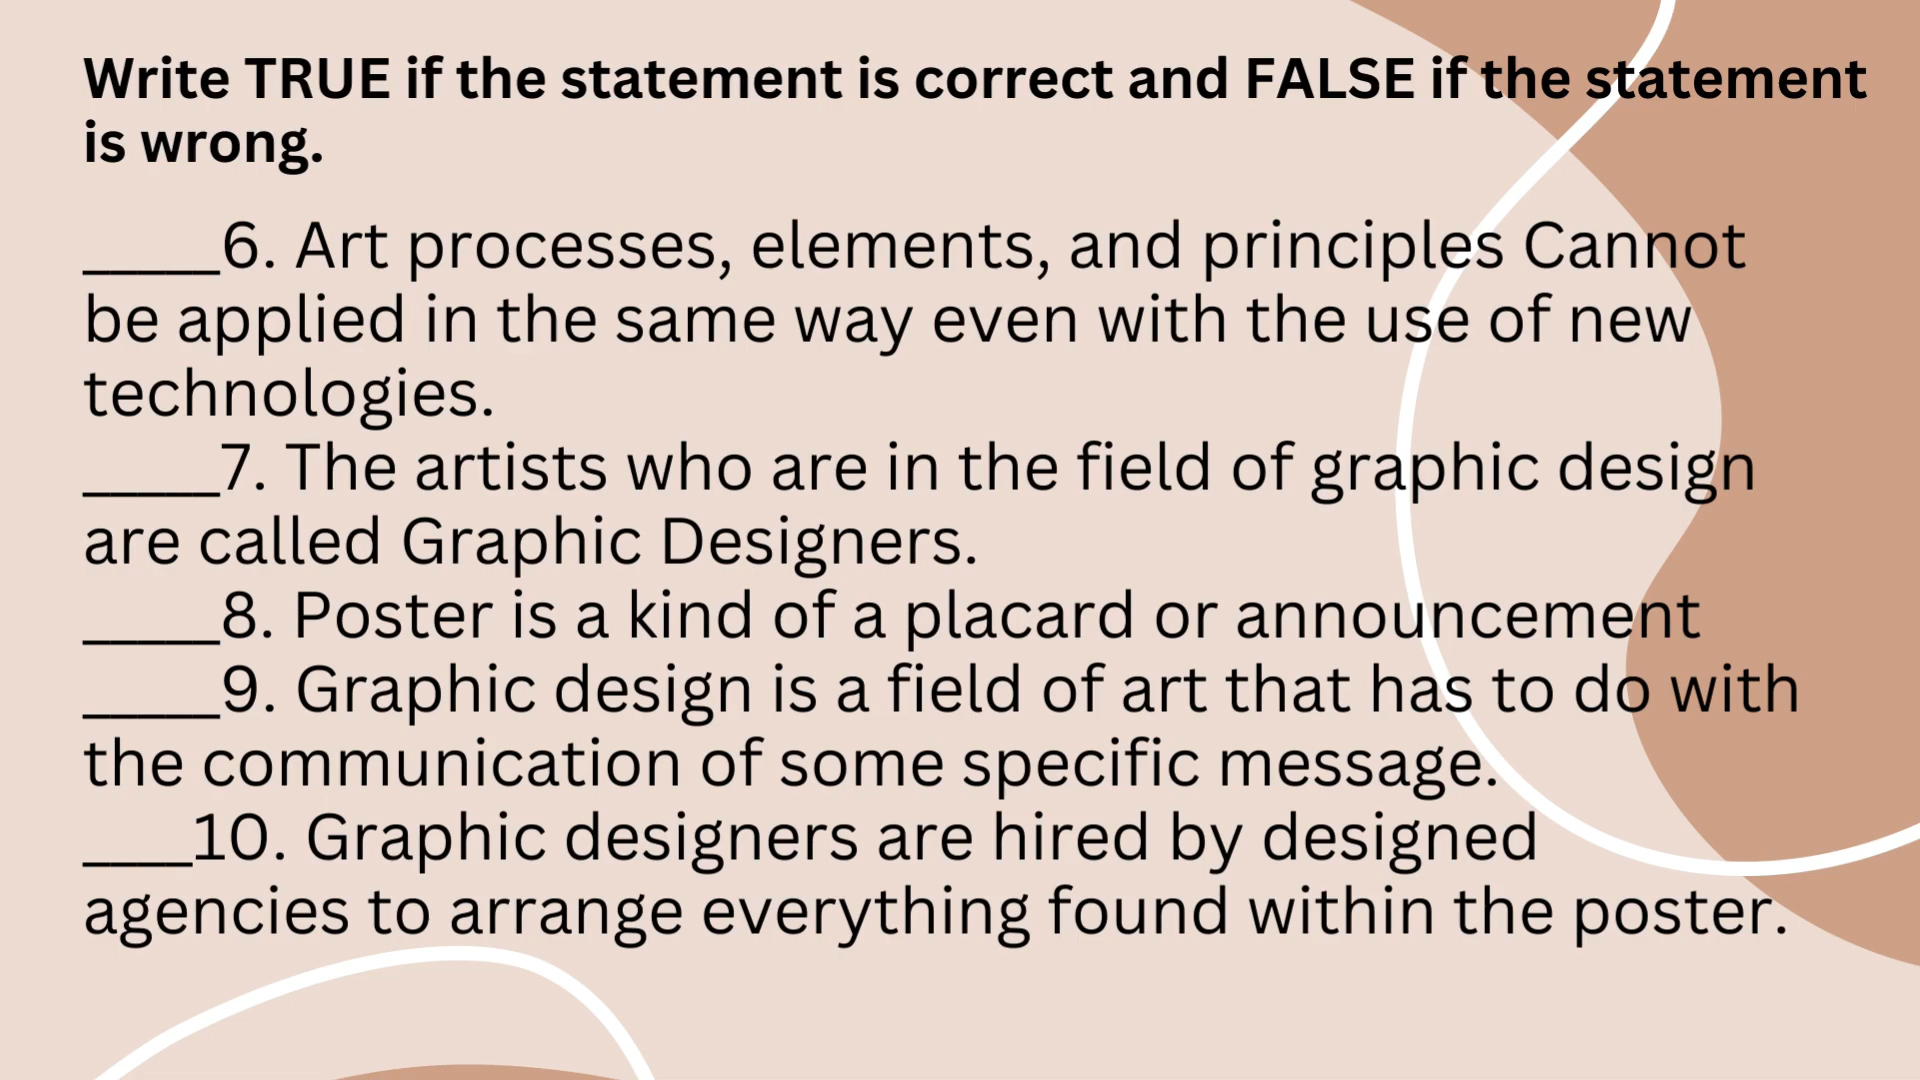 Write TRUE if the statement is correct and FALSE if the statement
is wrong.
_____6. Art processes, elements, and principles Cannot
be applied in the same way even with the use of new
technologies.
_____7. The artists who are in the field of graphic design
are called Graphic Designers.
_____8. Poster is a kind of a placard or announcement
_____9. Graphic design is a field of art that has to do with
the communication of some specific message.
____10. Graphic designers are hired by designed
agencies to arrange everything found within the poster.